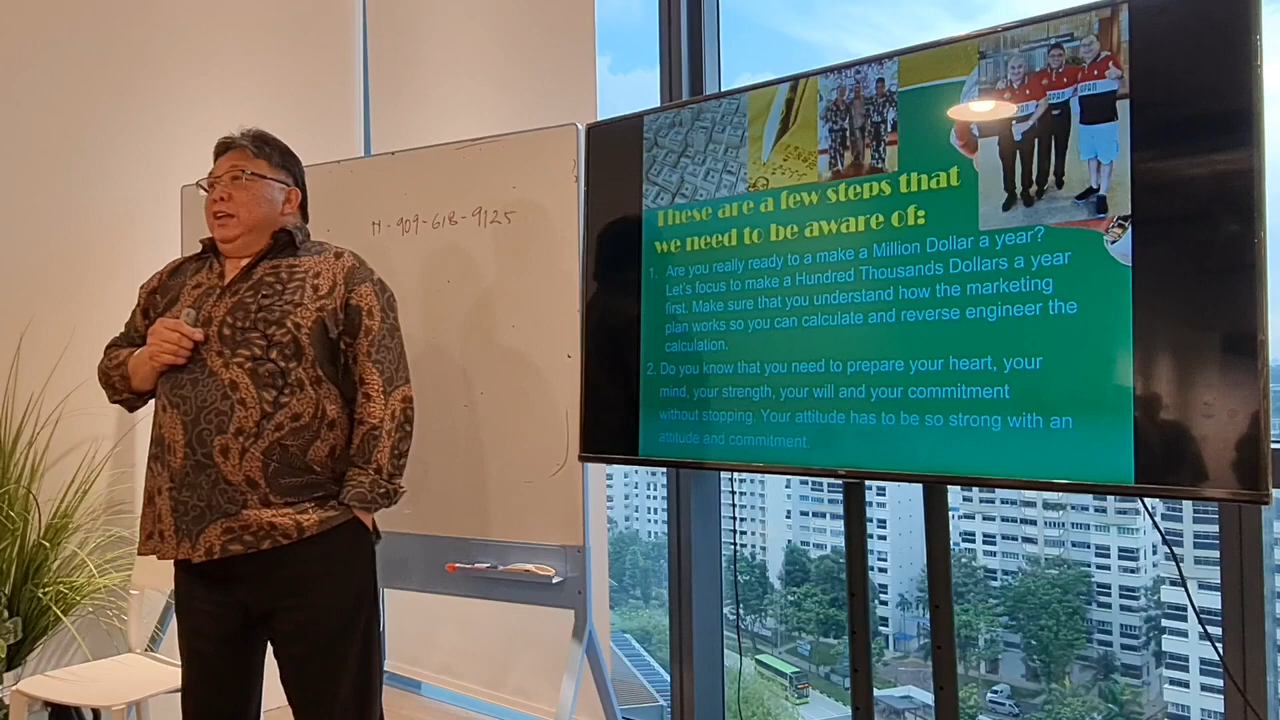 M-909-618-9125
These are a few steps that
we need to be aware of:
1. Are you really ready to a make a Million Dollar a year?
Let's focus to make a Hundred Thousands Dollars a year
first. Make sure that you understand how the marketing
plan works so you can calculate and reverse engineer the
calculation.
2. Do you know that you need to prepare your heart, your
mind, your strength, your will and your commitment
without stopping. Your attitude has to be so strong with an
attitude and commitment.